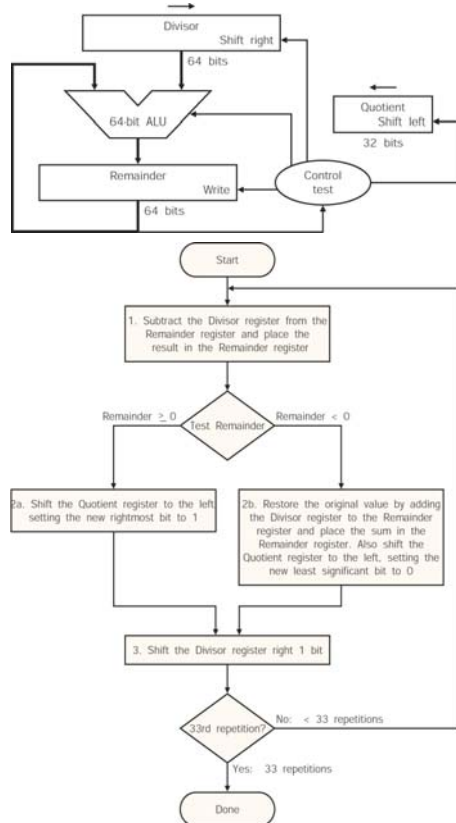 Divisor
Shift right
64 bits
Quotient
Shift left
64-bit ALU
32 bits
Remainder
Control
test
Write
64 bits
Start
1. Subtract the Divisor register from the
Remainder register and place the
result in the Remainder register
Remainder ≥ 0
Remainder < 0
Test Remainder
2a. Shift the Quotient register to the left,
setting the new rightmost bit to 1
2b. Restore the original value by adding
the Divisor register to the Remainder
register and place the sum in the
Remainder register. Also shift the
Quotient register to the left, setting the
new least significant bit to 0
3. Shift the Divisor register right 1 bit
33rd repetition?
No: < 33 repetitions
Yes: 33 repetitions
Done